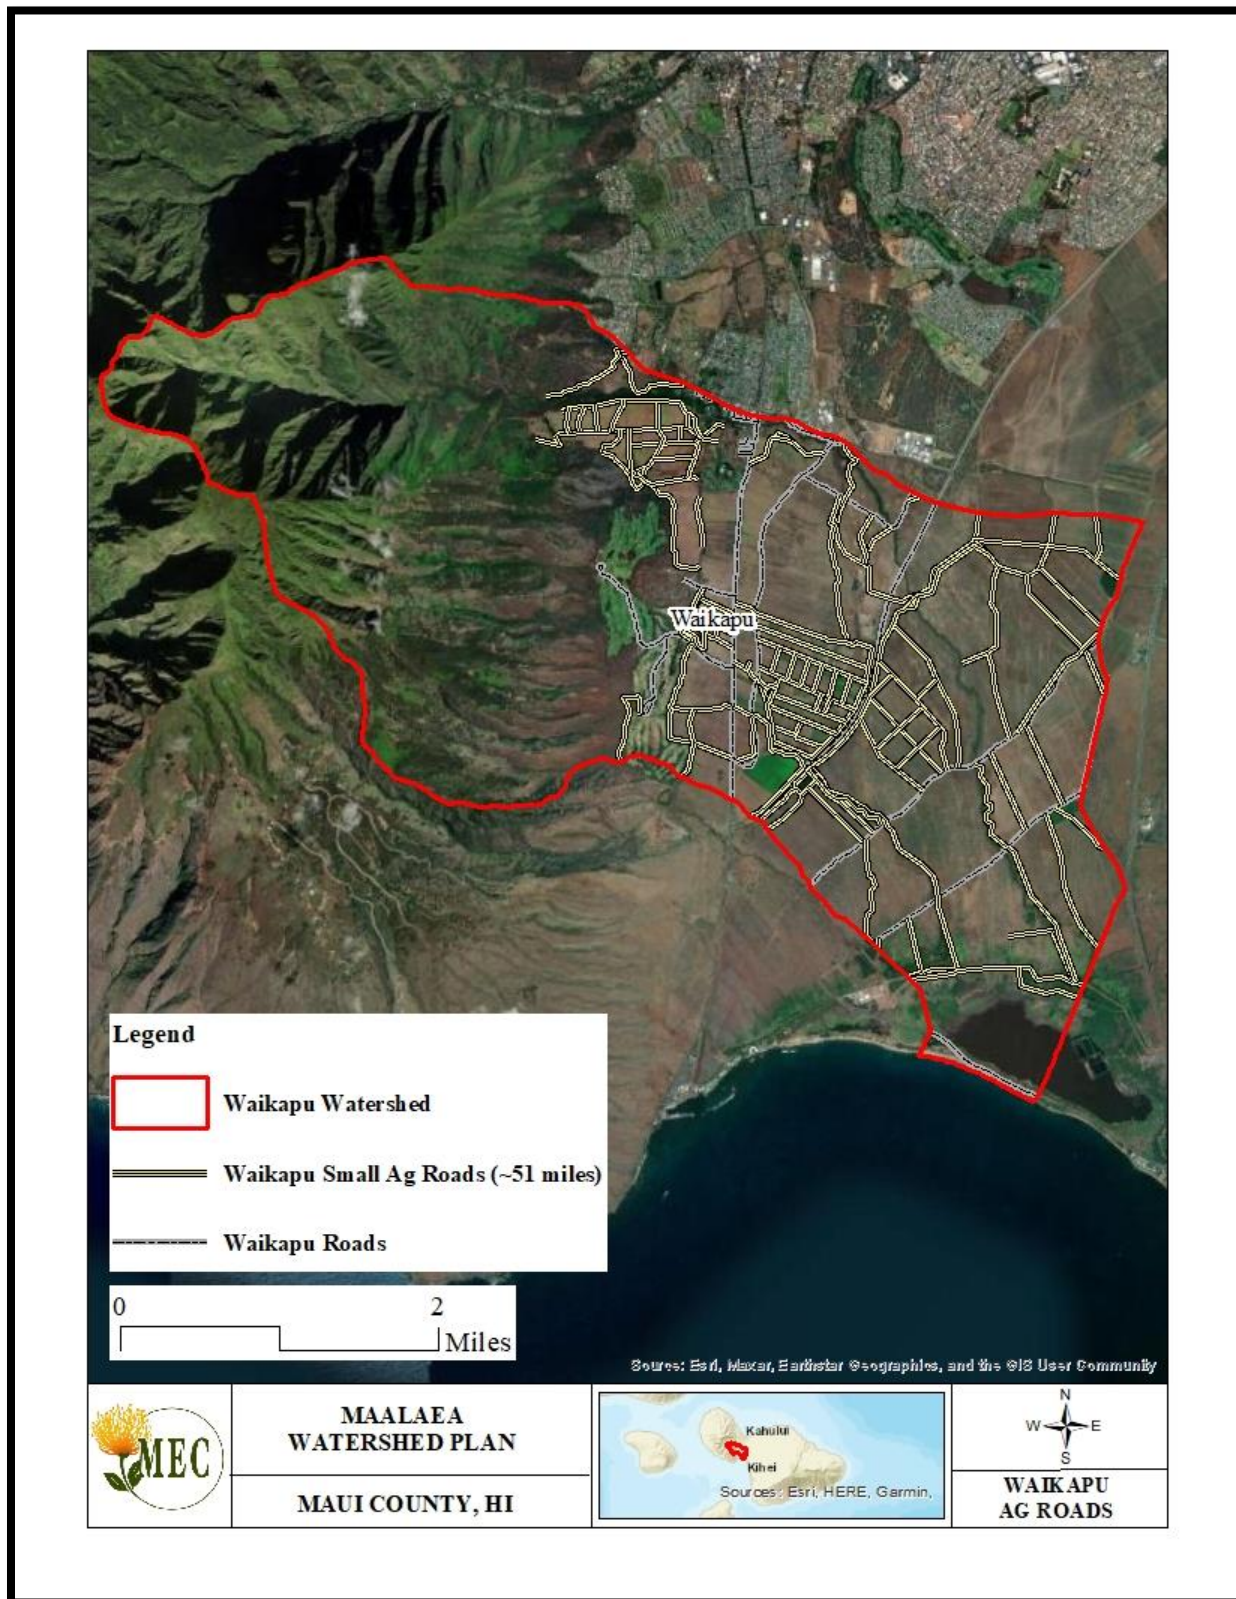 Waikapu
Legend
Waikapu Watershed
Waikapu Small Ag Roads (~51 miles)
Waikapu Roads
0 2
Miles
Source: Esri, Maxar, Earthstar Geographics, and the GIS User Community
MEC
MAALAEA
WATERSHED PLAN
MAUI COUNTY, HI
Kahului
Kihei
Sources: Esri, HERE, Garmin,
N
W E
S
WAIKAPU
AG ROADS